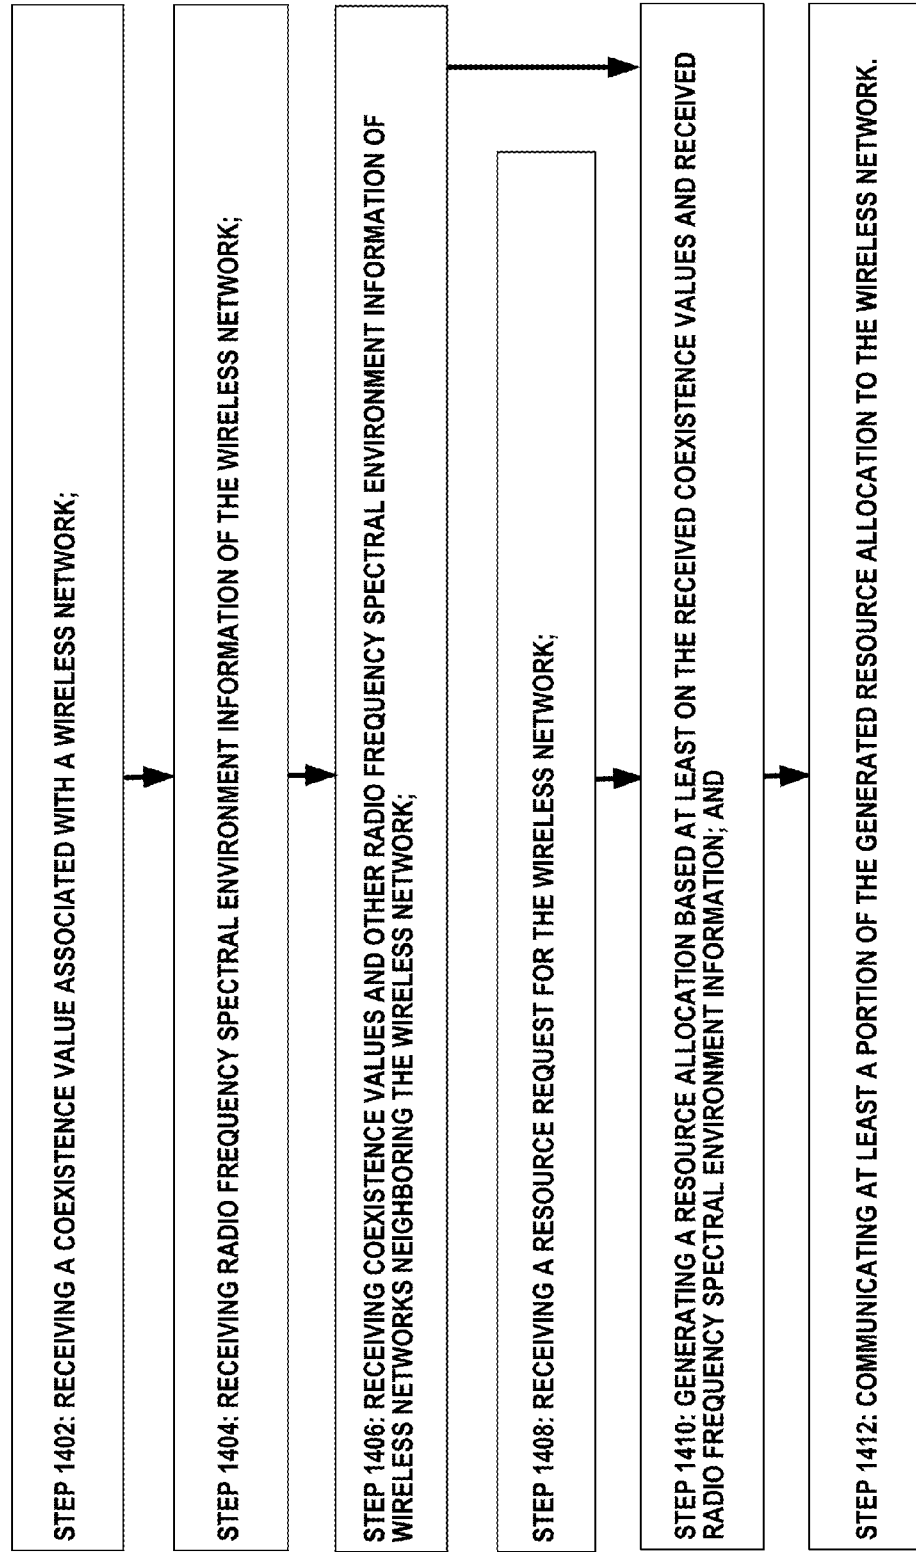 STEP 1402: RECEIVING A COEXISTENCE VALUE ASSOCIATED WITH A WIRELESS NETWORK;
STEP 1404: RECEIVING RADIO FREQUENCY SPECTRAL ENVIRONMENT INFORMATION OF THE WIRELESS NETWORK;
STEP 1406: RECEIVING COEXISTENCE VALUES AND OTHER RADIO FREQUENCY SPECTRAL ENVIRONMENT INFORMATION OF
WIRELESS NETWORKS NEIGHBORING THE WIRELESS NETWORK;
STEP 1408: RECEIVING A RESOURCE REQUEST FOR THE WIRELESS NETWORK;
STEP 1410: GENERATING A RESOURCE ALLOCATION BASED AT LEAST ON THE RECEIVED COEXISTENCE VALUES AND RECEIVED
RADIO FREQUENCY SPECTRAL ENVIRONMENT INFORMATION; AND
STEP 1412: COMMUNICATING AT LEAST A PORTION OF THE GENERATED RESOURCE ALLOCATION TO THE WIRELESS NETWORK.